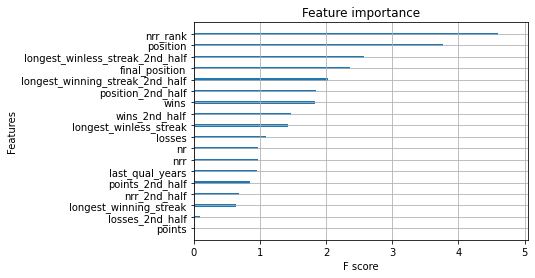 Feature importance
nrr_rank
position
longest_winless_streak_2nd_half
final_position
longest_winning_streak_2nd_half
position_2nd_half
wins
wins_2nd_half
longest_winless_streak
losses
nr
nrr
last_qual_years
points_2nd_half
nrr_2nd_half
longest_winning_streak
losses_2nd_half
points
Features
0 1 2 3 4 5
F score